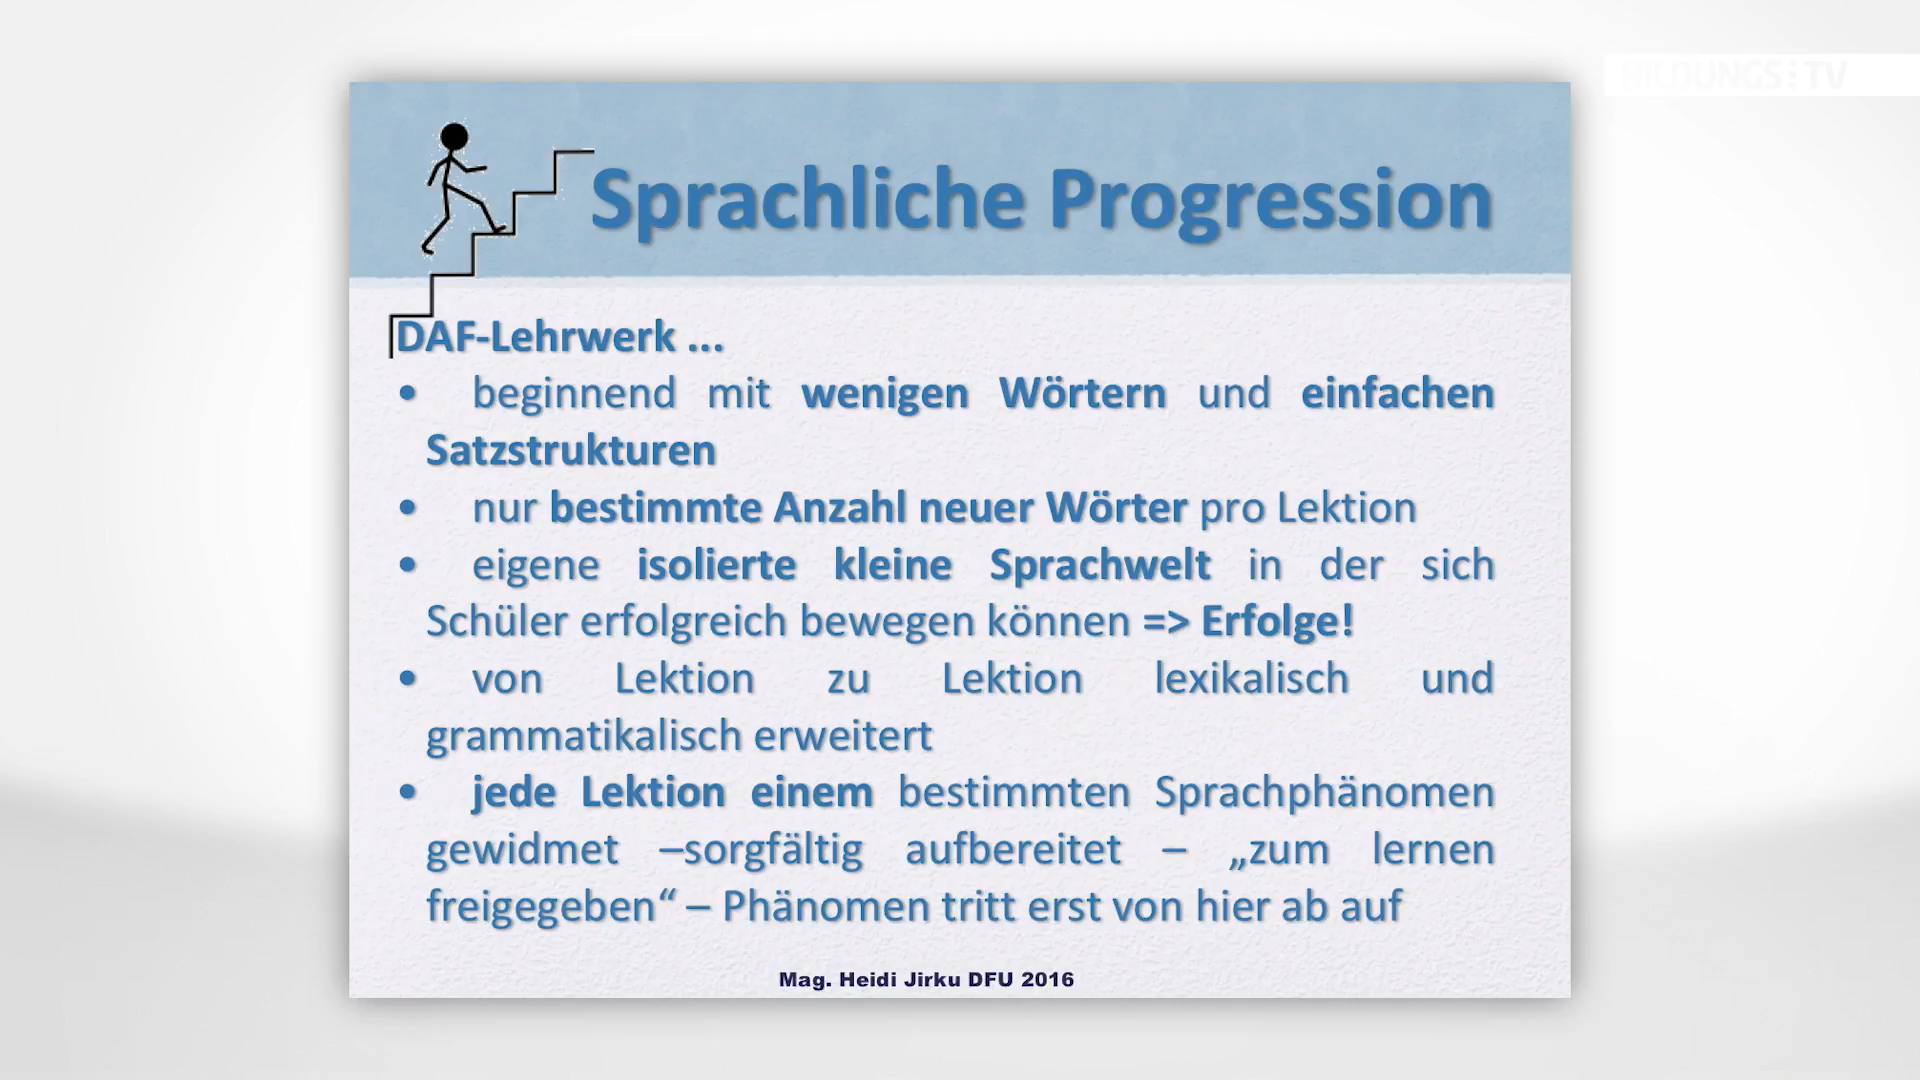 BILDUNGS TV
Sprachliche Progression
DAF-Lehrwerk ...
• beginnend mit wenigen Wörtern und einfachen
Satzstrukturen
• nur bestimmte Anzahl neuer Wörter pro Lektion
• eigene isolierte kleine Sprachwelt in der sich
Schüler erfolgreich bewegen können => Erfolge!
• von Lektion zu Lektion lexikalisch und
grammatikalisch erweitert
• jede Lektion einem bestimmten Sprachphänomen
gewidmet –sorgfältig aufbereitet – „zum lernen
freigegeben“ – Phänomen tritt erst von hier ab auf
Mag. Heidi Jirku DFU 2016